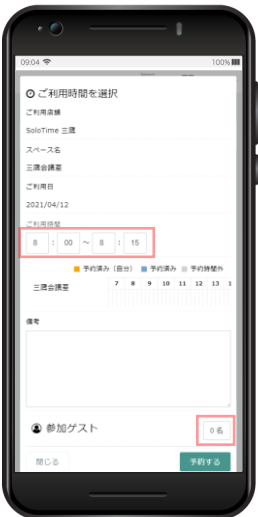 09:04 100%
ご利用時間を選択
ご利用店舗
SoloTime 三鷹
スペース名
三鷹会議室
ご利用日
2021/04/12
ご利用時間
8 : 00 ~ 8 : 15
予約済み（自分） 予約済み 予約時間外
三鷹会議室 7 8 9 10 11 12 13 1
備考
参加ゲスト 0 名
閉じる 予約する